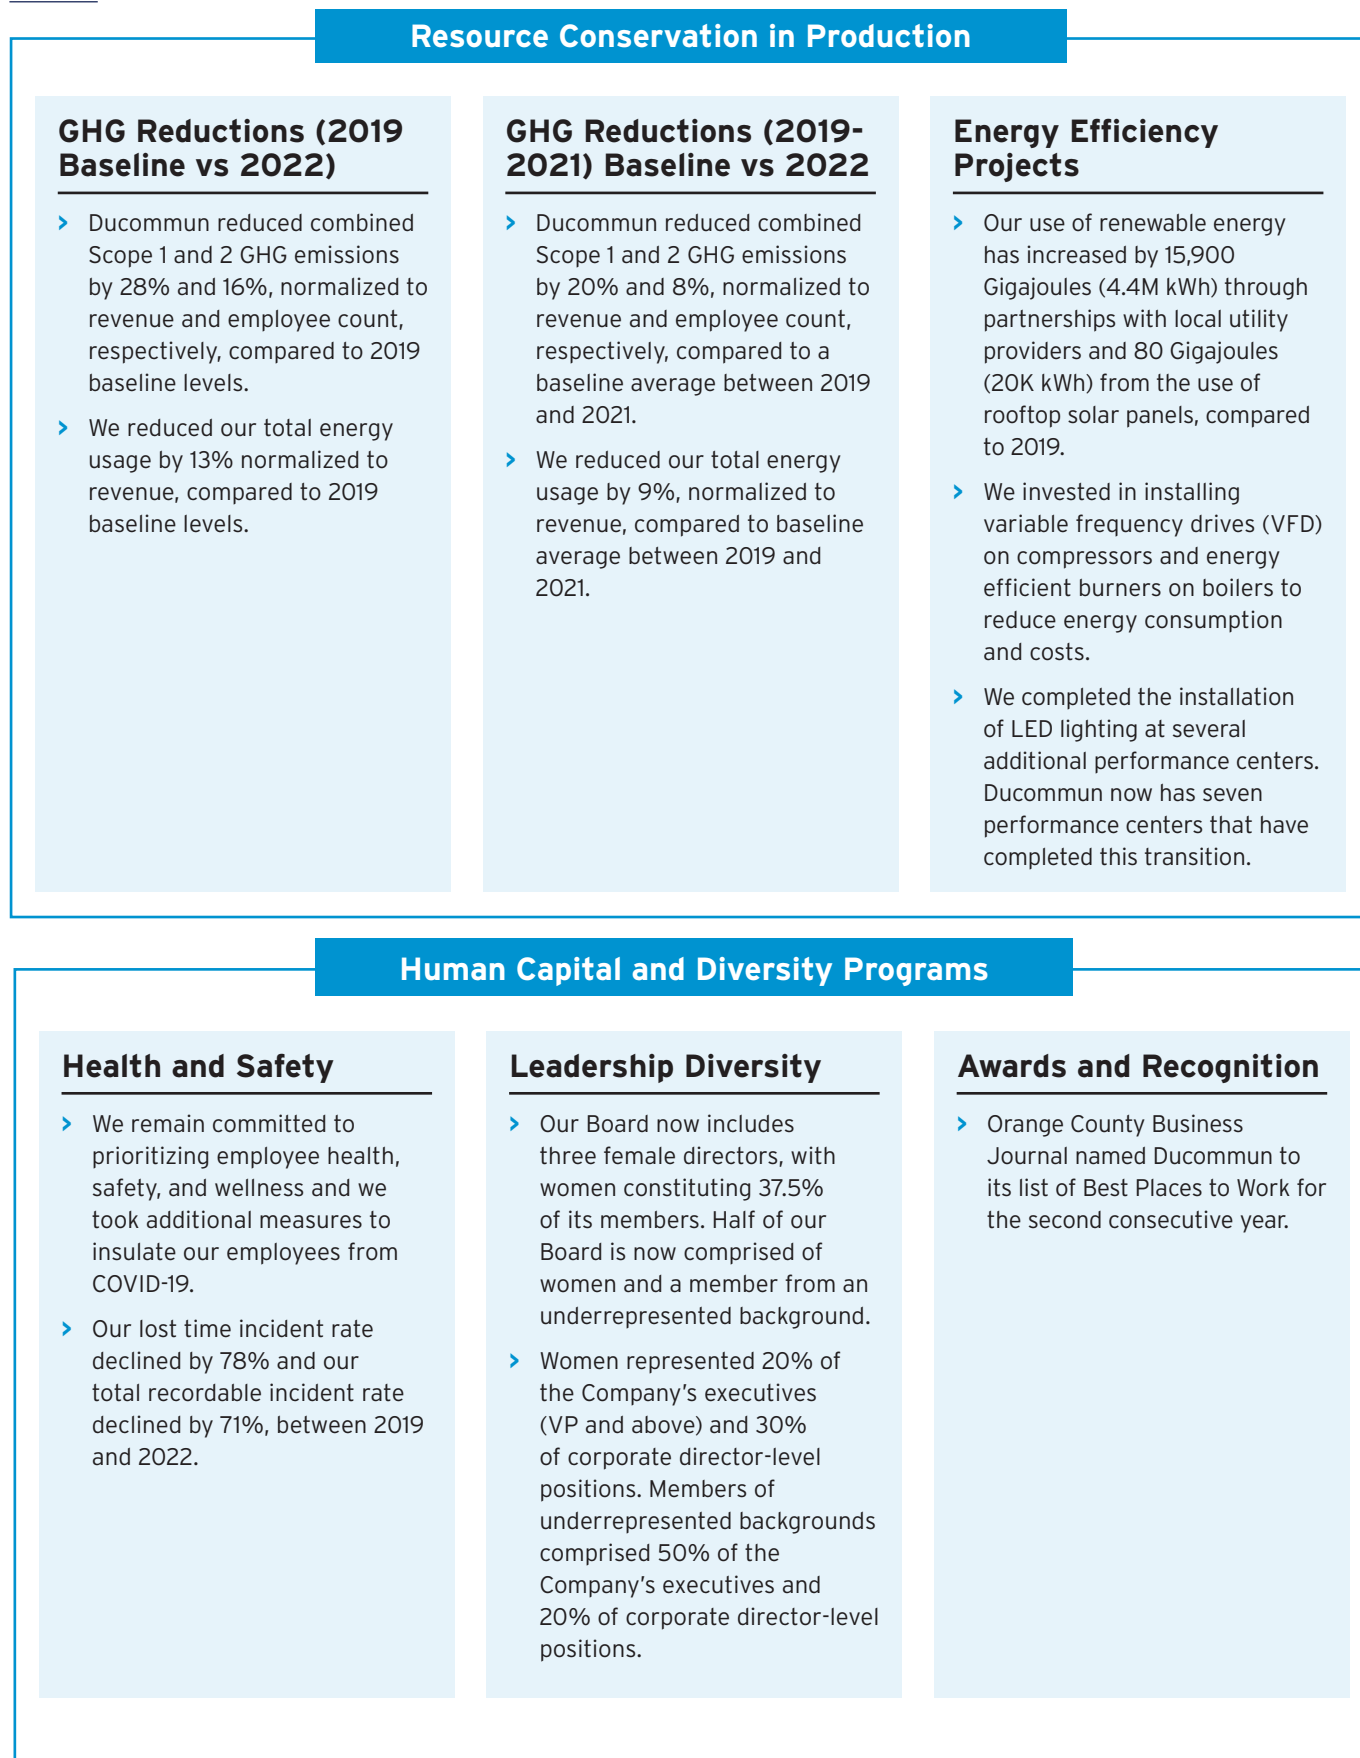 Resource Conservation in Production
GHG Reductions (2019
Baseline vs 2022)
> Ducommun reduced combined
Scope 1 and 2 GHG emissions
by 28% and 16%, normalized to
revenue and employee count,
respectively, compared to 2019
baseline levels.
> We reduced our total energy
usage by 13% normalized to
revenue, compared to 2019
baseline levels.
GHG Reductions (2019-
2021) Baseline vs 2022
> Ducommun reduced combined
Scope 1 and 2 GHG emissions
by 20% and 8%, normalized to
revenue and employee count,
respectively, compared to a
baseline average between 2019
and 2021.
> We reduced our total energy
usage by 9%, normalized to
revenue, compared to baseline
average between 2019 and
2021.
Energy Efficiency
Projects
> Our use of renewable energy
has increased by 15,900
Gigajoules (4.4M kWh) through
partnerships with local utility
providers and 80 Gigajoules
(20K kWh) from the use of
rooftop solar panels, compared
to 2019.
> We invested in installing
variable frequency drives (VFD)
on compressors and energy
efficient burners on boilers to
reduce energy consumption
and costs.
> We completed the installation
of LED lighting at several
additional performance centers.
Ducommun now has seven
performance centers that have
completed this transition.
Human Capital and Diversity Programs
Health and Safety
> We remain committed to
prioritizing employee health,
safety, and wellness and we
took additional measures to
insulate our employees from
COVID-19.
> Our lost time incident rate
declined by 78% and our
total recordable incident rate
declined by 71%, between 2019
and 2022.
Leadership Diversity
> Our Board now includes
three female directors, with
women constituting 37.5%
of its members. Half of our
Board is now comprised of
women and a member from an
underrepresented background.
> Women represented 20% of
the Company's executives
(VP and above) and 30%
of corporate director-level
positions. Members of
underrepresented backgrounds
comprised 50% of the
Company's executives and
20% of corporate director-level
positions.
Awards and Recognition
> Orange County Business
Journal named Ducommun to
its list of Best Places to Work for
the second consecutive year.